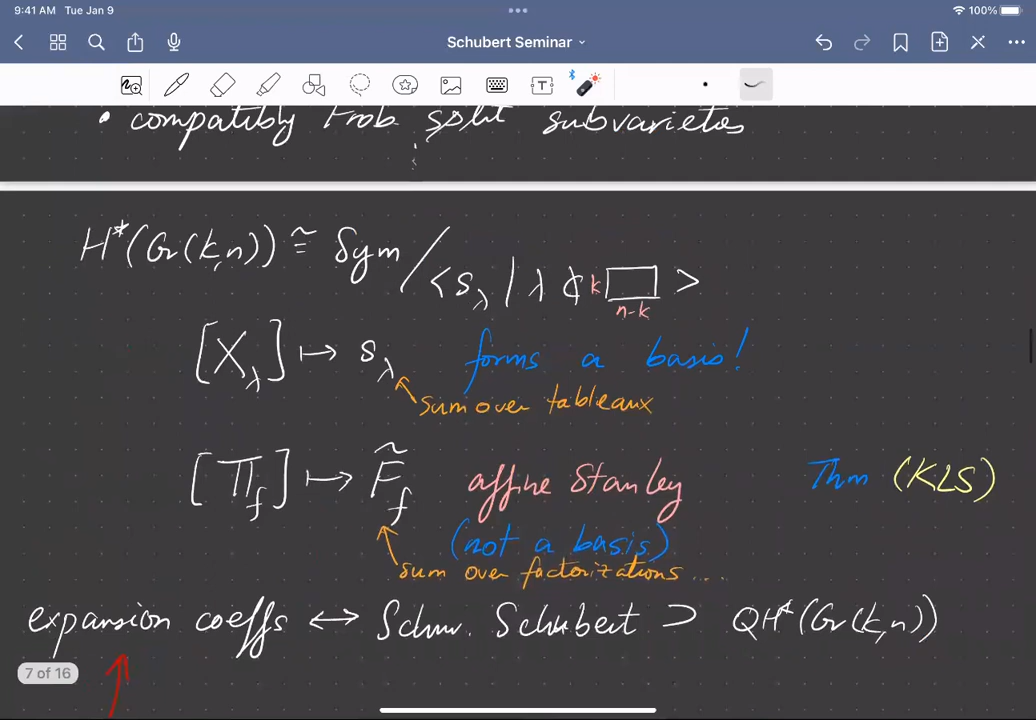 9:41 AM Tue Jan 9
100%
Schubert Seminar
• compatibly Frob split subvarieties
H*(Gr(k,n)) ≅ Sym / <s_λ | λ ⊄ k □ >
n-k
[X_λ] ↦ s_λ forms a basis!
sum over tableaux
[Π_f] ↦ F̃_f affine Stanley Thm (KLS)
(not a basis)
sum over factorizations ...
expansion coeffs ↔ Schur. Schubert ⊃ QH*(Gr(k,n))
7 of 16